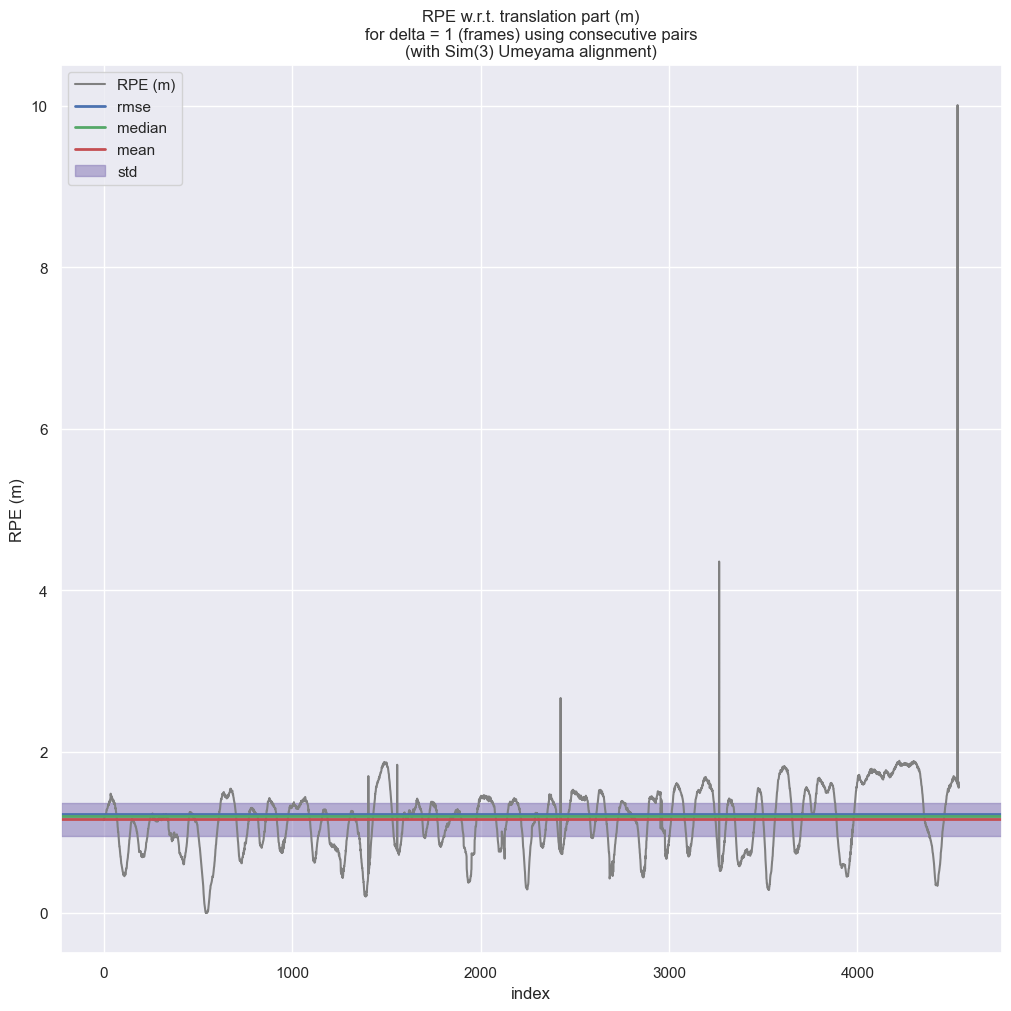 RPE w.r.t. translation part (m)
for delta = 1 (frames) using consecutive pairs
(with Sim(3) Umeyama alignment)
RPE (m)
rmse
median
mean
std
RPE (m)
10
8
6
4
2
0
0 1000 2000 3000 4000
index